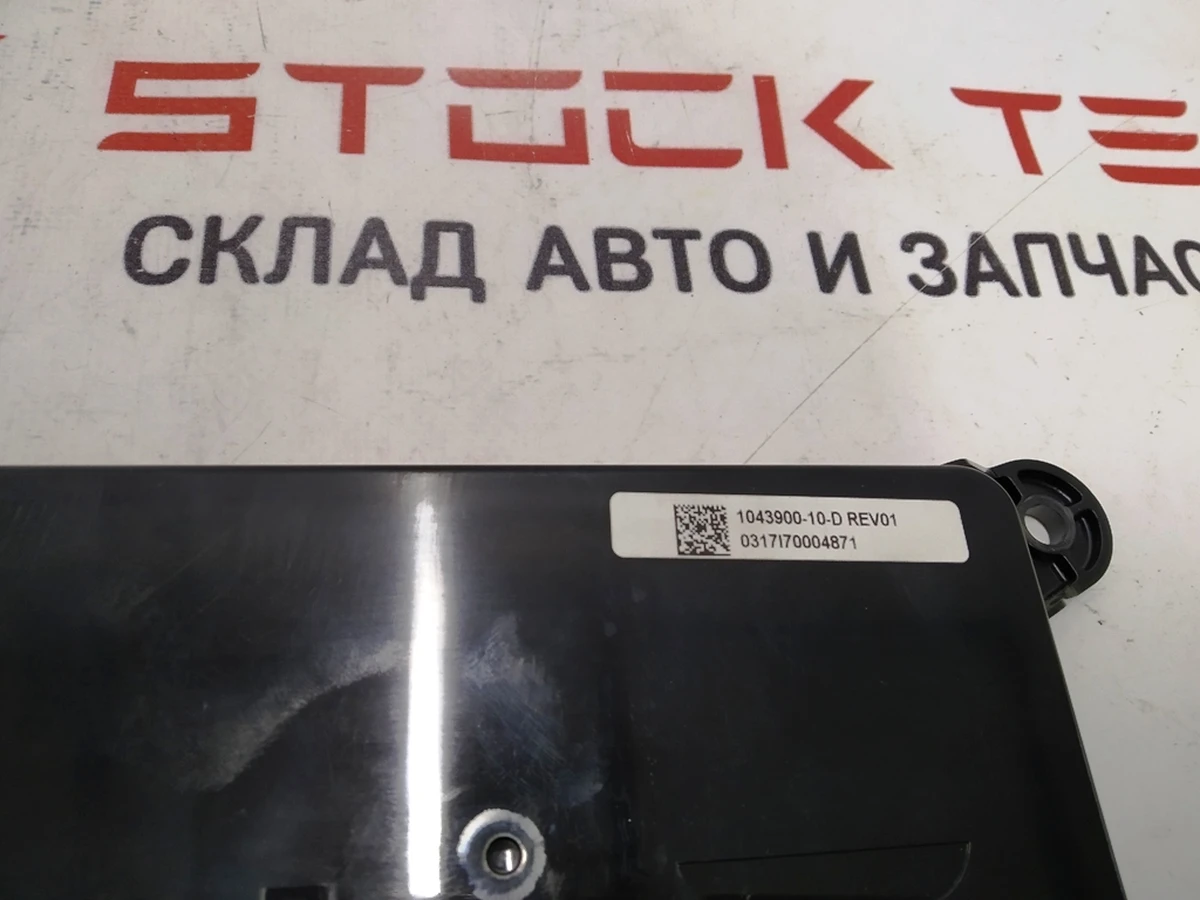 STOCK TE
СКЛАД АВТО И ЗАПЧАС
1043900-10-D REV01
0317I70004871